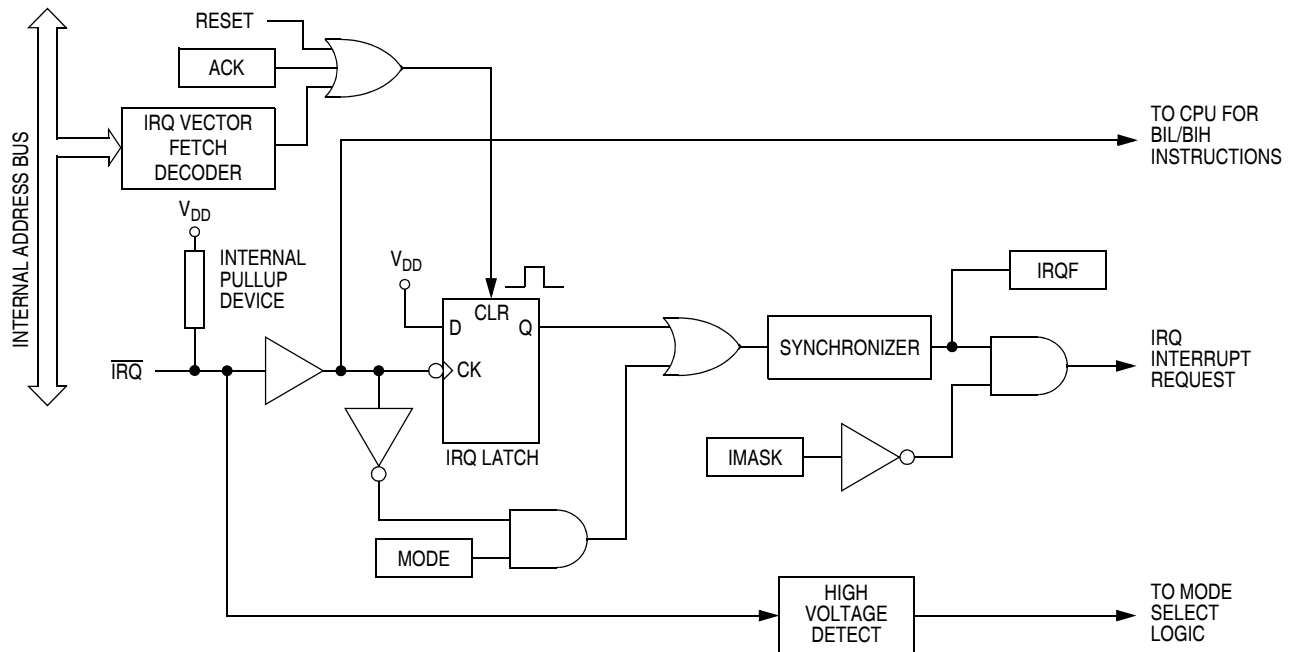 INTERNAL ADDRESS BUS
RESET
ACK
IRQ VECTOR
FETCH
DECODER
TO CPU FOR
BIL/BIH
INSTRUCTIONS
VDD
INTERNAL
PULLUP
DEVICE
VDD
CLR
D
Q
CK
IRQ LATCH
IRQ
SYNCHRONIZER
IRQF
IRQ
INTERRUPT
REQUEST
IMASK
MODE
HIGH
VOLTAGE
DETECT
TO MODE
SELECT
LOGIC